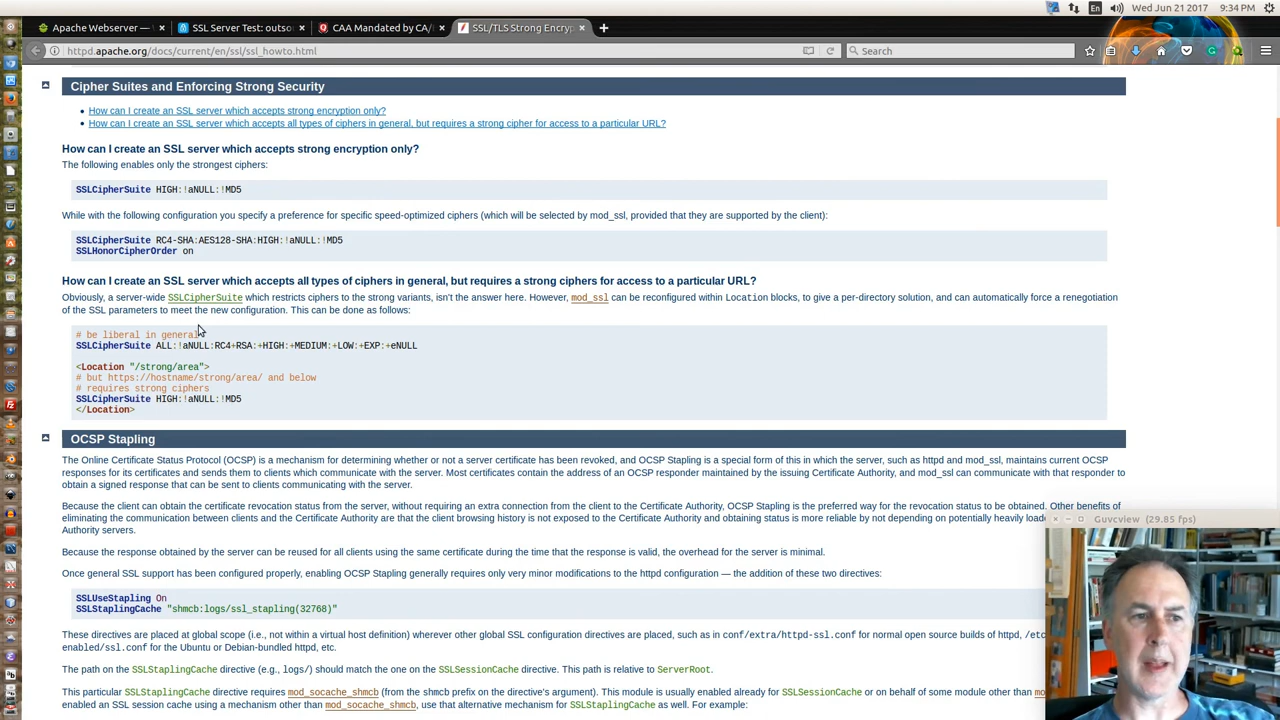 Apache Webserver —
SSL Server Test: outso
CAA Mandated by CA/
SSL/TLS Strong Encryp
En
Wed Jun 21 2017
9:34 PM
httpd.apache.org/docs/current/en/ssl/ssl_howto.html
Search
Cipher Suites and Enforcing Strong Security
How can I create an SSL server which accepts strong encryption only?
How can I create an SSL server which accepts all types of ciphers in general, but requires a strong cipher for access to a particular URL?
How can I create an SSL server which accepts strong encryption only?
The following enables only the strongest ciphers:
SSLCipherSuite HIGH:!aNULL:!MD5
While with the following configuration you specify a preference for specific speed-optimized ciphers (which will be selected by mod_ssl, provided that they are supported by the client):
SSLCipherSuite RC4-SHA:AES128-SHA:HIGH:!aNULL:!MD5
SSLHonorCipherOrder on
How can I create an SSL server which accepts all types of ciphers in general, but requires a strong ciphers for access to a particular URL?
Obviously, a server-wide SSLCipherSuite which restricts ciphers to the strong variants, isn't the answer here. However, mod_ssl can be reconfigured within Location blocks, to give a per-directory solution, and can automatically force a renegotiation
of the SSL parameters to meet the new configuration. This can be done as follows:
# be liberal in general
SSLCipherSuite ALL:!aNULL:RC4+RSA:+HIGH:+MEDIUM:+LOW:+EXP:+eNULL
<Location "/strong/area">
# but https://hostname/strong/area/ and below
# requires strong ciphers
SSLCipherSuite HIGH:!aNULL:!MD5
</Location>
OCSP Stapling
The Online Certificate Status Protocol (OCSP) is a mechanism for determining whether or not a server certificate has been revoked, and OCSP Stapling is a special form of this in which the server, such as httpd and mod_ssl, maintains current OCSP
responses for its certificates and sends them to clients which communicate with the server. Most certificates contain the address of an OCSP responder maintained by the issuing Certificate Authority, and mod_ssl can communicate with that responder to
obtain a signed response that can be sent to clients communicating with the server.
Because the client can obtain the certificate revocation status from the server, without requiring an extra connection from the client to the Certificate Authority, OCSP Stapling is the preferred way for the revocation status to be obtained. Other benefits of
eliminating the communication between clients and the Certificate Authority are that the client browsing history is not exposed to the Certificate Authority and obtaining status is more reliable by not depending on potentially heavily loade
Authority servers.
Guvcview (29.85 fps)
Because the response obtained by the server can be reused for all clients using the same certificate during the time that the response is valid, the overhead for the server is minimal.
Once general SSL support has been configured properly, enabling OCSP Stapling generally requires only very minor modifications to the httpd configuration — the addition of these two directives:
SSLUseStapling On
SSLStaplingCache "shmcb:logs/ssl_stapling(32768)"
These directives are placed at global scope (i.e., not within a virtual host definition) wherever other global SSL configuration directives are placed, such as in conf/extra/httpd-ssl.conf for normal open source builds of httpd, /etc
enabled/ssl.conf for the Ubuntu or Debian-bundled httpd, etc.
The path on the SSLStaplingCache directive (e.g., logs/) should match the one on the SSLSessionCache directive. This path is relative to ServerRoot.
This particular SSLStaplingCache directive requires mod_socache_shmcb (from the shmcb prefix on the directive's argument). This module is usually enabled already for SSLSessionCache or on behalf of some module other than mo
enabled an SSL session cache using a mechanism other than mod_socache_shmcb, use that alternative mechanism for SSLStaplingCache as well. For example: